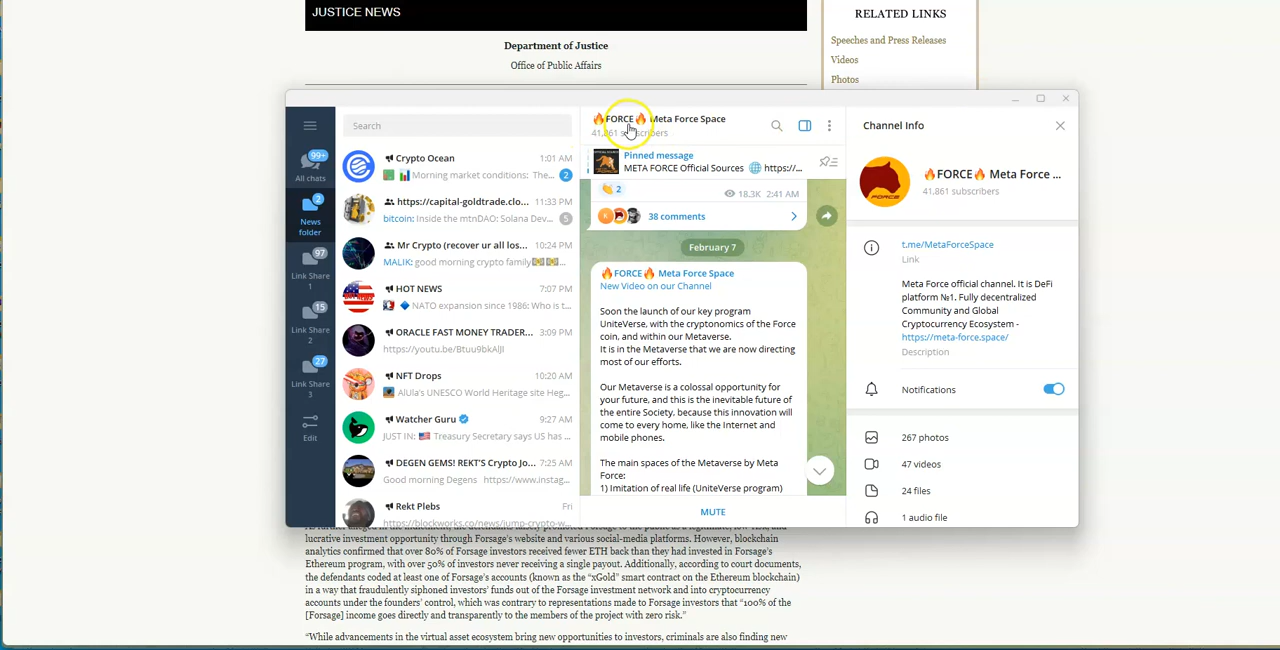 JUSTICE NEWS
Department of Justice
Office of Public Affairs
RELATED LINKS
Speeches and Press Releases
Videos
Photos
99+
All chats
2
News
folder
97
Link Share
1
15
Link Share
2
27
Link Share
3
Edit
Search
Crypto Ocean 1:01 AM
Morning market conditions: The... 2
https://capital-goldtrade.clo... 11:33 PM
bitcoin: Inside the mtnDAO: Solana Dev... 5
Mr Crypto (recover ur all los... 10:24 PM
MALIK: good morning crypto family
HOT NEWS 7:07 PM
NATO expansion since 1986: Who is t...
ORACLE FAST MONEY TRADER... 3:09 PM
https://youtu.be/Btuu9bkAlJI
NFT Drops 10:20 AM
AlUla's UNESCO World Heritage site Heg...
Watcher Guru 9:27 AM
JUST IN: 🇺🇸 Treasury Secretary says US has ...
DEGEN GEMS! REKT'S Crypto Jo... 7:25 AM
Good morning Degens https://www.instag...
Rekt Plebs Fri
https://blockworks.co/news/jump-crypto-w...
🔥FORCE🔥 Meta Force Space
41,861 subscribers
Pinned message
META FORCE Official Sources 🌐 https://...
👏 2 18.3K 2:41 AM
38 comments
February 7
🔥FORCE🔥 Meta Force Space
New Video on our Channel
Soon the launch of our key program
UniteVerse, with the cryptonomics of the Force
coin, and within our Metaverse.
It is in the Metaverse that we are now directing
most of our efforts.
Our Metaverse is a colossal opportunity for
your future, and this is the inevitable future of
the entire Society, because this innovation will
come to every home, like the Internet and
mobile phones.
The main spaces of the Metaverse by Meta
Force:
1) Imitation of real life (UniteVerse program)
MUTE
Channel Info
FORCE
🔥FORCE🔥 Meta Force ...
41,861 subscribers
t.me/MetaForceSpace
Link
Meta Force official channel. It is DeFi
platform №1. Fully decentralized
Community and Global
Cryptocurrency Ecosystem -
https://meta-force.space/
Description
Notifications
267 photos
47 videos
24 files
1 audio file
lucrative investment opportunity through Forsage's website and various social-media platforms. However, blockchain
analytics confirmed that over 80% of Forsage investors received fewer ETH back than they had invested in Forsage's
Ethereum program, with over 50% of investors never receiving a single payout. Additionally, according to court documents,
the defendants coded at least one of Forsage's accounts (known as the "xGold" smart contract on the Ethereum blockchain)
in a way that fraudulently siphoned investors' funds out of the Forsage investment network and into cryptocurrency
accounts under the founders' control, which was contrary to representations made to Forsage investors that "100% of the
[Forsage] income goes directly and transparently to the members of the project with zero risk."
"While advancements in the virtual asset ecosystem bring new opportunities to investors, criminals are also finding new